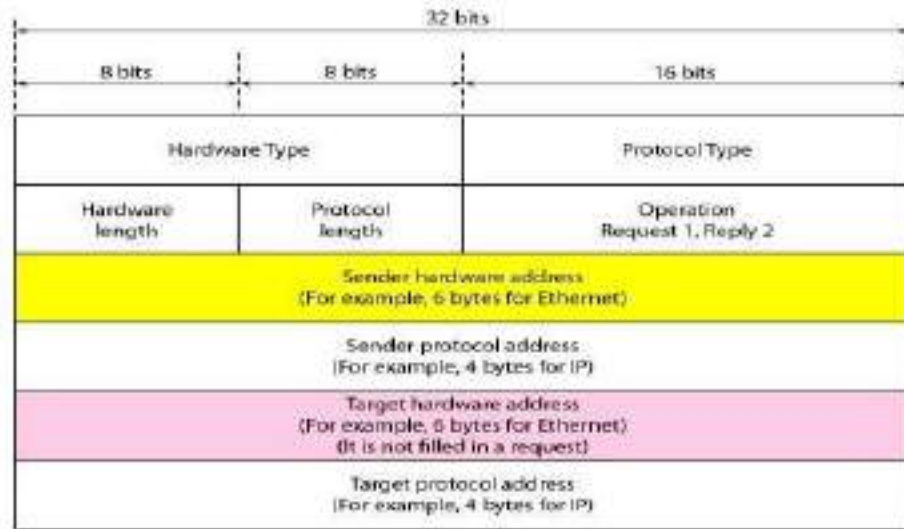 32 bits
8 bits 8 bits 16 bits
Hardware Type Protocol Type
Hardware
length
Protocol
length
Operation
Request 1, Reply 2
Sender hardware address
(For example, 6 bytes for Ethernet)
Sender protocol address
(For example, 4 bytes for IP)
Target hardware address
(For example, 6 bytes for Ethernet)
(It is not filled in a request)
Target protocol address
(For example, 4 bytes for IP)